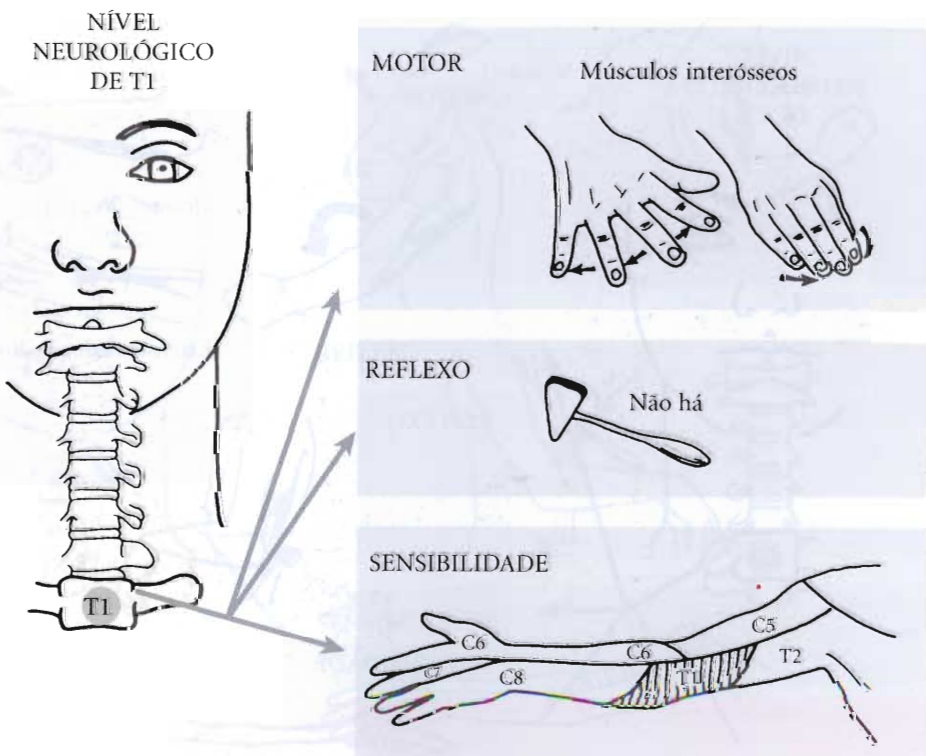 NÍVEL
NEUROLÓGICO
DE T1
MOTOR
Músculos interósseos
REFLEXO
Não há
SENSIBILIDADE
T1
C6
C7
C8
C6
T1
C5
T2